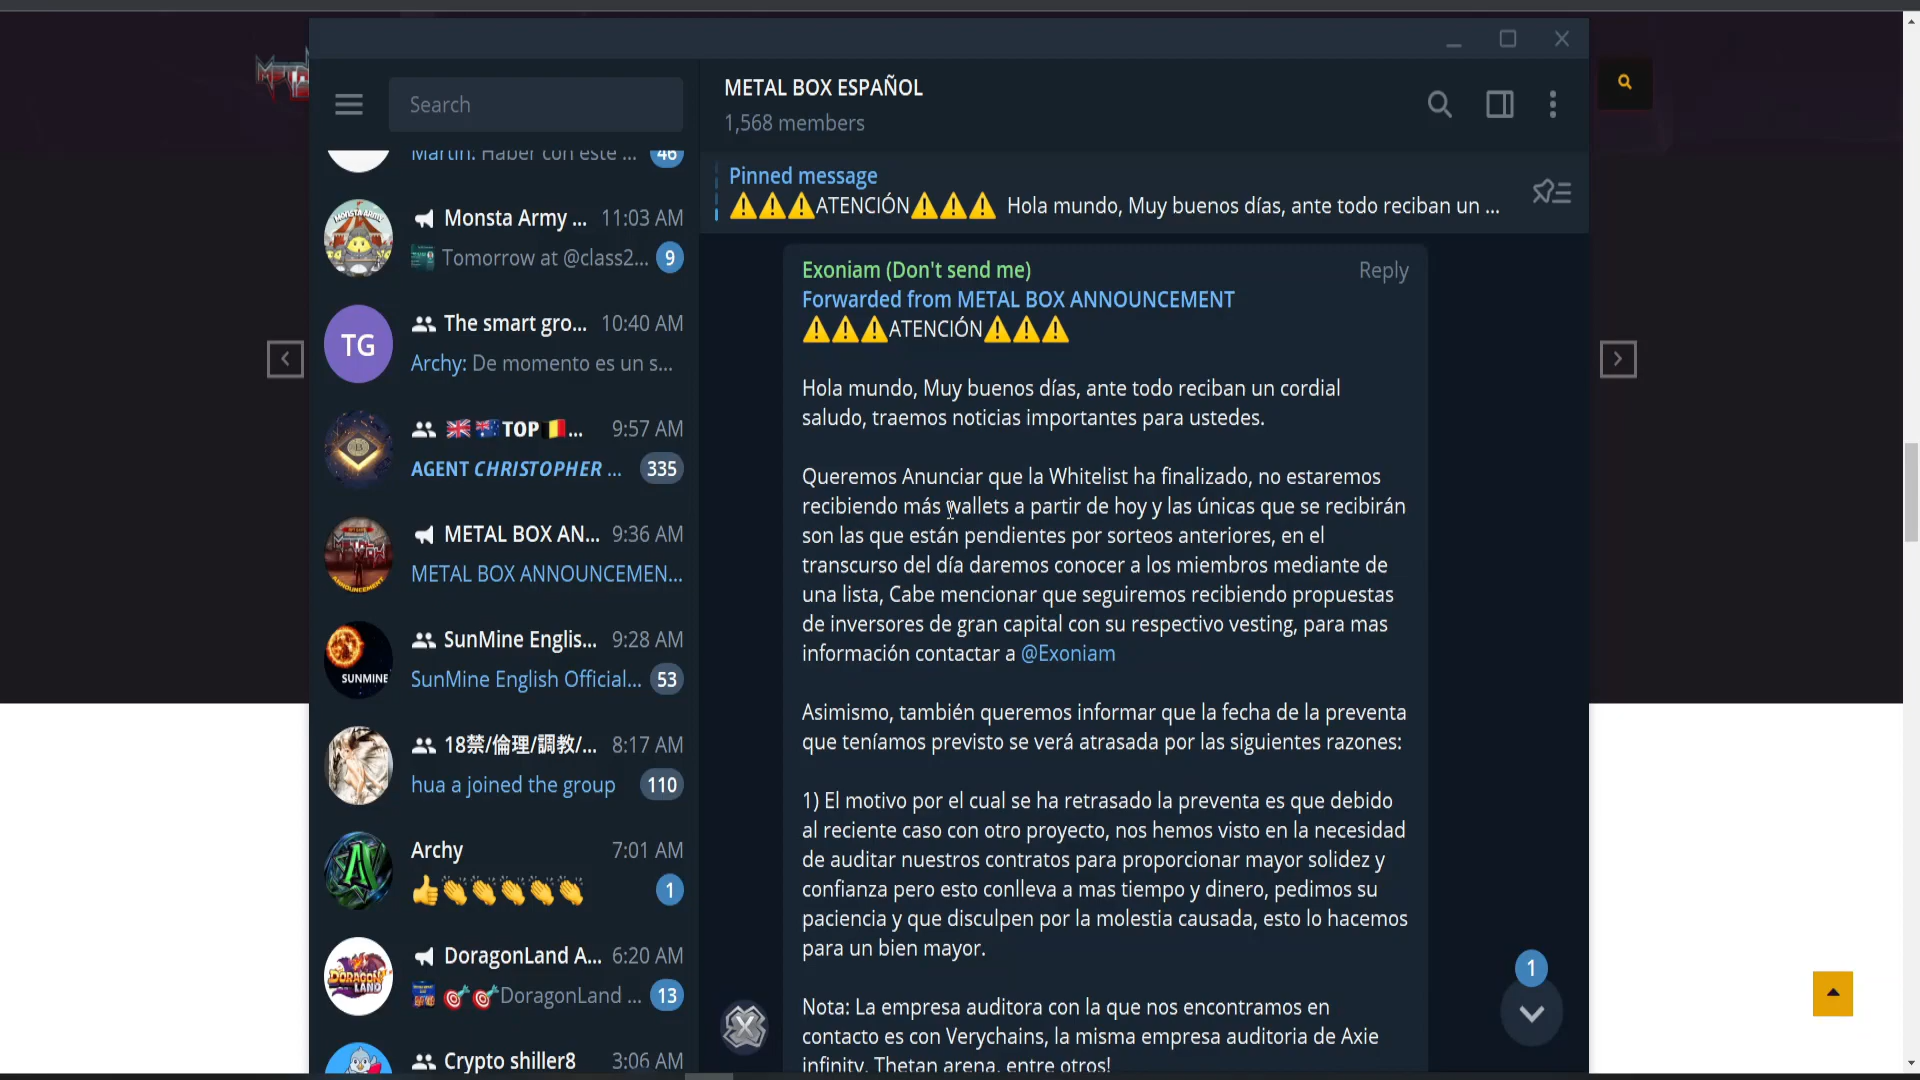 Search
METAL BOX ESPAÑOL
1,568 members
Pinned message
⚠️⚠️⚠️ATENCIÓN⚠️⚠️⚠️ Hola mundo, Muy buenos días, ante todo reciban un ...
Martin: Haber con este ... 46
Monsta Army ... 11:03 AM
Tomorrow at @class2... 9
TG
The smart gro... 10:40 AM
Archy: De momento es un s...
🇬🇧 🇦🇺TOP🇧🇪... 9:57 AM
AGENT CHRISTOPHER ... 335
METAL BOX AN... 9:36 AM
METAL BOX ANNOUNCEMEN...
SunMine Englis... 9:28 AM
SunMine English Official... 53
SUNMINE
18禁/倫理/調教/... 8:17 AM
hua a joined the group 110
Archy 7:01 AM
👍👏👏👏👏👏 1
DoragonLand A... 6:20 AM
🎯🎯DoragonLand ... 13
DORAGON LAND
Crypto shiller8 3:06 AM
Exoniam (Don't send me) Reply
Forwarded from METAL BOX ANNOUNCEMENT
⚠️⚠️⚠️ATENCIÓN⚠️⚠️⚠️
Hola mundo, Muy buenos días, ante todo reciban un cordial
saludo, traemos noticias importantes para ustedes.
Queremos Anunciar que la Whitelist ha finalizado, no estaremos
recibiendo más wallets a partir de hoy y las únicas que se recibirán
son las que están pendientes por sorteos anteriores, en el
transcurso del día daremos conocer a los miembros mediante de
una lista, Cabe mencionar que seguiremos recibiendo propuestas
de inversores de gran capital con su respectivo vesting, para mas
información contactar a @Exoniam
Asimismo, también queremos informar que la fecha de la preventa
que teníamos previsto se verá atrasada por las siguientes razones:
1) El motivo por el cual se ha retrasado la preventa es que debido
al reciente caso con otro proyecto, nos hemos visto en la necesidad
de auditar nuestros contratos para proporcionar mayor solidez y
confianza pero esto conlleva a mas tiempo y dinero, pedimos su
paciencia y que disculpen por la molestia causada, esto lo hacemos
para un bien mayor.
Nota: La empresa auditora con la que nos encontramos en
contacto es con Verychains, la misma empresa auditoria de Axie
infinity, Thetan arena, entre otros!
1